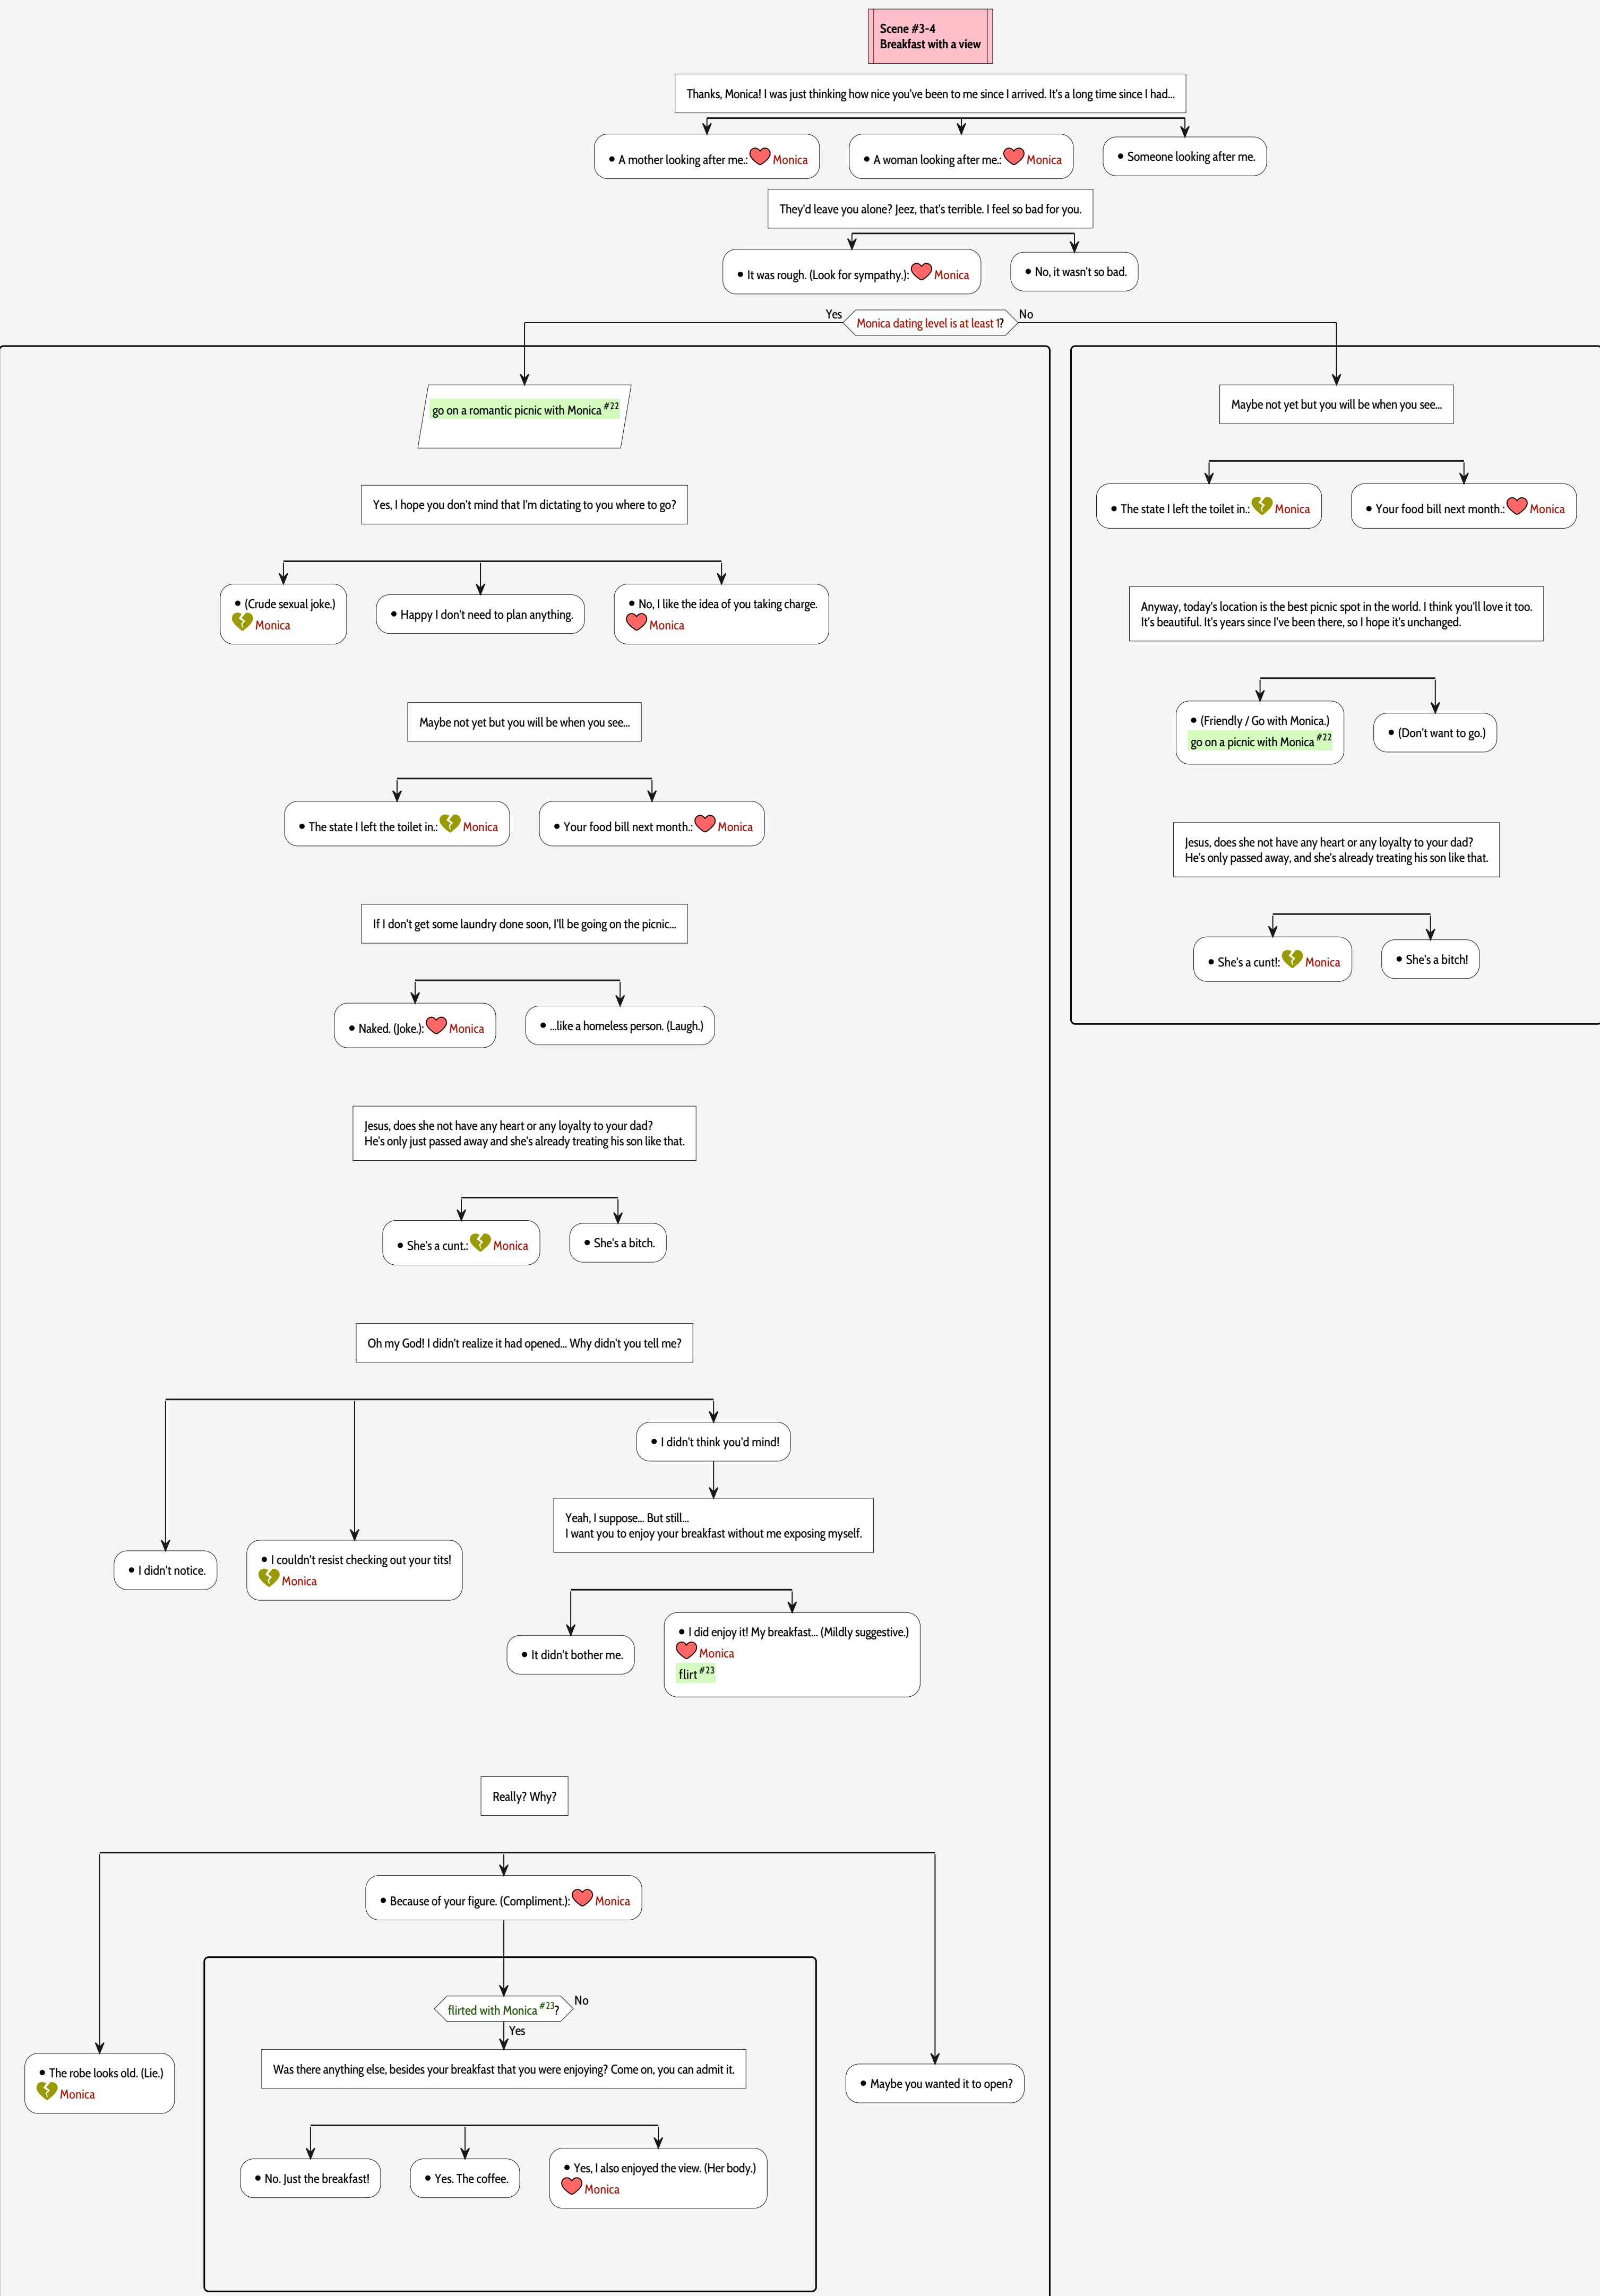 Scene #3-4
Breakfast with a view
Thanks, Monica! I was just thinking how nice you've been to me since I arrived. It's a long time since I had...
• A mother looking after me.: Monica
• A woman looking after me.: Monica
• Someone looking after me.
They'd leave you alone? Jeez, that's terrible. I feel so bad for you.
• It was rough. (Look for sympathy.): Monica
• No, it wasn't so bad.
Yes
Monica dating level is at least 1?
No
go on a romantic picnic with Monica #22
Yes, I hope you don't mind that I'm dictating to you where to go?
• (Crude sexual joke.)
Monica
• Happy I don't need to plan anything.
• No, I like the idea of you taking charge.
Monica
Maybe not yet but you will be when you see...
• The state I left the toilet in.: Monica
• Your food bill next month.: Monica
If I don't get some laundry done soon, I'll be going on the picnic...
• Naked. (Joke.): Monica
• ...like a homeless person. (Laugh.)
Jesus, does she not have any heart or any loyalty to your dad?
He's only just passed away and she's already treating his son like that.
• She's a cunt.: Monica
• She's a bitch.
Oh my God! I didn't realize it had opened... Why didn't you tell me?
• I didn't notice.
• I couldn't resist checking out your tits!
Monica
• I didn't think you'd mind!
Yeah, I suppose... But still...
I want you to enjoy your breakfast without me exposing myself.
• It didn't bother me.
• I did enjoy it! My breakfast... (Mildly suggestive.)
Monica
flirt #23
Really? Why?
• The robe looks old. (Lie.)
Monica
• Because of your figure. (Compliment.): Monica
flirted with Monica #23?
No
Yes
Was there anything else, besides your breakfast that you were enjoying? Come on, you can admit it.
• No. Just the breakfast!
• Yes. The coffee.
• Yes, I also enjoyed the view. (Her body.)
Monica
• Maybe you wanted it to open?
Maybe not yet but you will be when you see...
• The state I left the toilet in.: Monica
• Your food bill next month.: Monica
Anyway, today's location is the best picnic spot in the world. I think you'll love it too.
It's beautiful. It's years since I've been there, so I hope it's unchanged.
• (Friendly / Go with Monica.)
go on a picnic with Monica #22
• (Don't want to go.)
Jesus, does she not have any heart or any loyalty to your dad?
He's only passed away, and she's already treating his son like that.
• She's a cunt!: Monica
• She's a bitch!